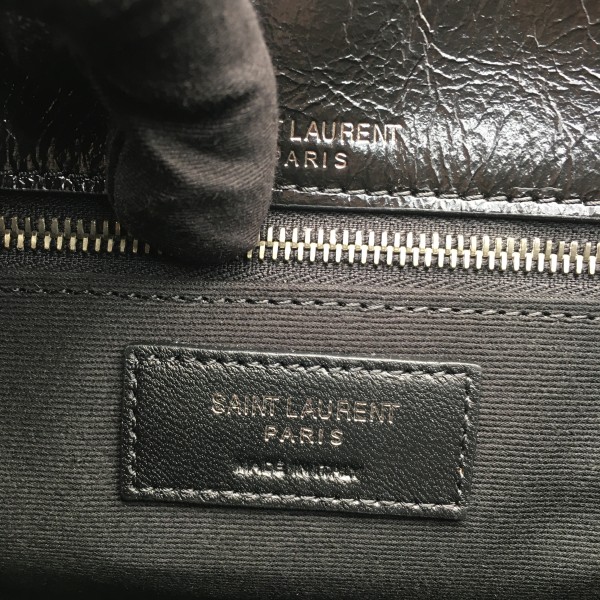 LAURENT
PARIS
SAINT LAURENT
PARIS
MADE IN ITALY